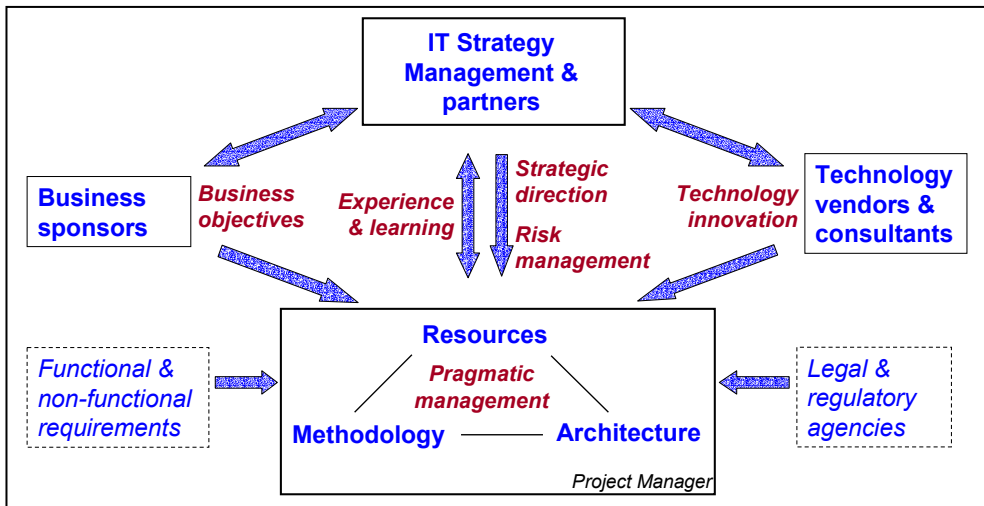 IT Strategy
Management &
partners
Business
sponsors
Business
objectives
Experience
& learning
Strategic
direction
Risk
management
Technology
innovation
Technology
vendors &
consultants
Functional &
non-functional
requirements
Resources
Pragmatic
management
Methodology
Architecture
Project Manager
Legal &
regulatory
agencies